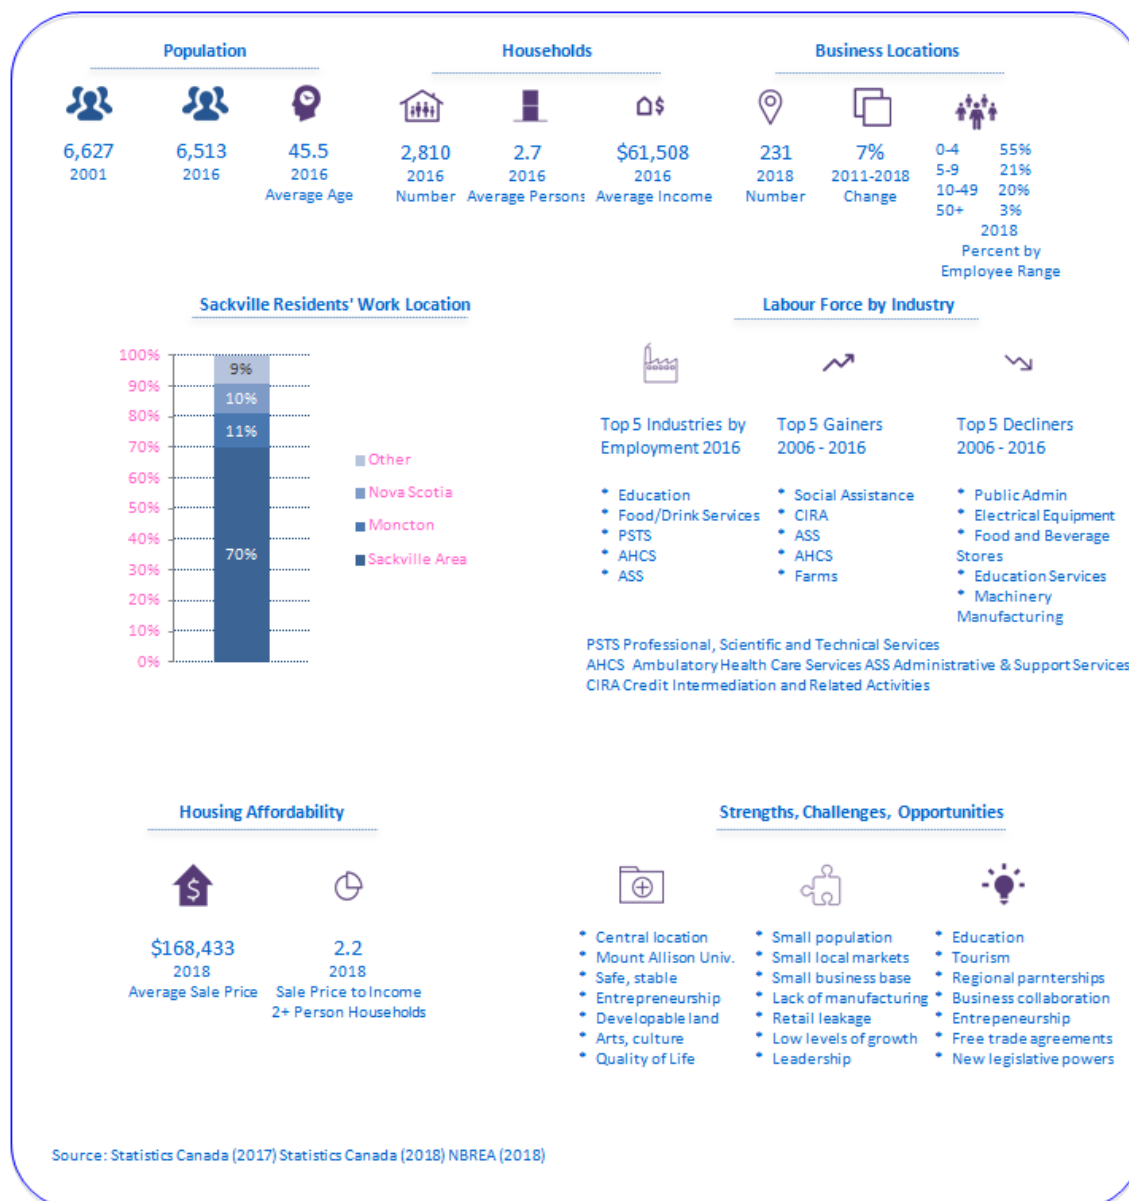 Population
6,627
2001
6,513
2016
45.5
2016
Average Age
Households
2,810
2016
Number
2.7
2016
Average Persons
$61,508
2016
Average Income
Business Locations
231
2018
Number
7%
2011-2018
Change
0-4 55%
5-9 21%
10-49 20%
50+ 3%
2018
Percent by
Employee Range
Sackville Residents' Work Location
100%
90%
80%
70%
60%
50%
40%
30%
20%
10%
0%
9%
10%
11%
70%
Other
Nova Scotia
Moncton
Sackville Area
Labour Force by Industry
Top 5 Industries by
Employment 2016
* Education
* Food/Drink Services
* PSTS
* AHCS
* ASS
Top 5 Gainers
2006 - 2016
* Social Assistance
* CIRA
* ASS
* AHCS
* Farms
Top 5 Decliners
2006 - 2016
* Public Admin
* Electrical Equipment
* Food and Beverage
Stores
* Education Services
* Machinery
Manufacturing
PSTS Professional, Scientific and Technical Services
AHCS Ambulatory Health Care Services ASS Administrative & Support Services
CIRA Credit Intermediation and Related Activities
Housing Affordability
$168,433
2018
Average Sale Price
2.2
2018
Sale Price to Income
2+ Person Households
Strengths, Challenges, Opportunities
* Central location
* Mount Allison Univ.
* Safe, stable
* Entrepreneurship
* Developable land
* Arts, culture
* Quality of Life
* Small population
* Small local markets
* Small business base
* Lack of manufacturing
* Retail leakage
* Low levels of growth
* Leadership
* Education
* Tourism
* Regional parnterships
* Business collaboration
* Entrepeneurship
* Free trade agreements
* New legislative powers
Source: Statistics Canada (2017) Statistics Canada (2018) NBREA (2018)